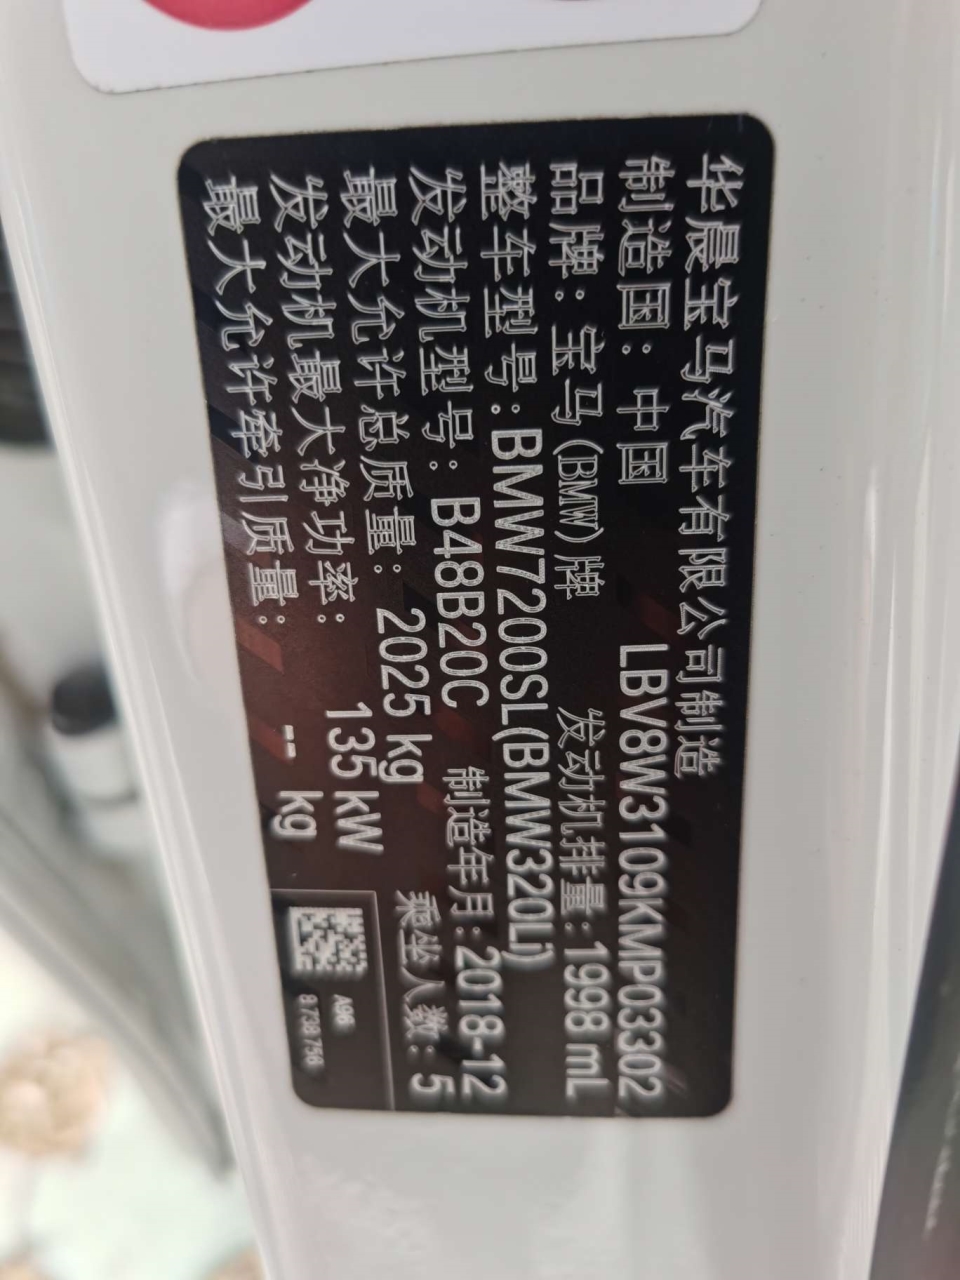 华晨宝马汽车有限公司制造
制造国：中国 LBV8W3109KMP03302
品牌：宝马(BMW)牌 发动机排量:1998 mL
整车型号：BMW7200SL(BMW320Li)
发动机型号：B48B20C 制造年月:2018-12
最大允许总质量：2025 kg 乘坐人数：5
发动机最大净功率：135 kW
最大允许牵引质量：-- kg
A96
8 738 756